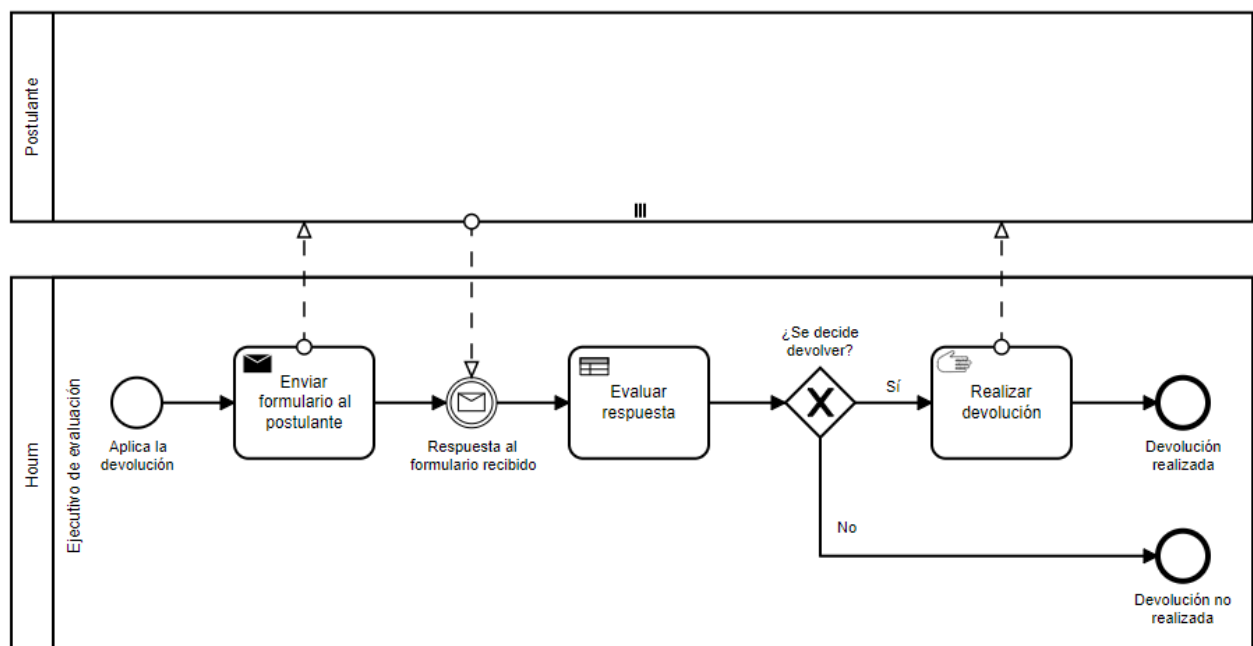 Postulante
Houm
Ejecutivo de evaluación
Aplica la
devolución
Enviar
formulario al
postulante
Respuesta al
formulario recibido
Evaluar
respuesta
¿Se decide
devolver?
Sí
No
Realizar
devolución
Devolución
realizada
Devolución no
realizada